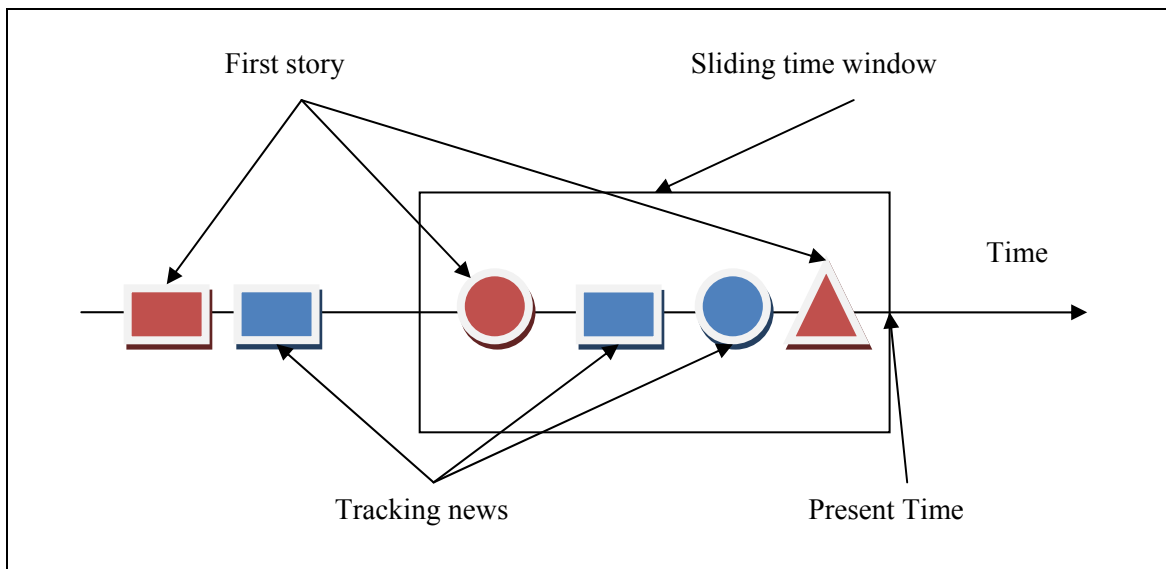 First story
Sliding time window
Time
Tracking news
Present Time